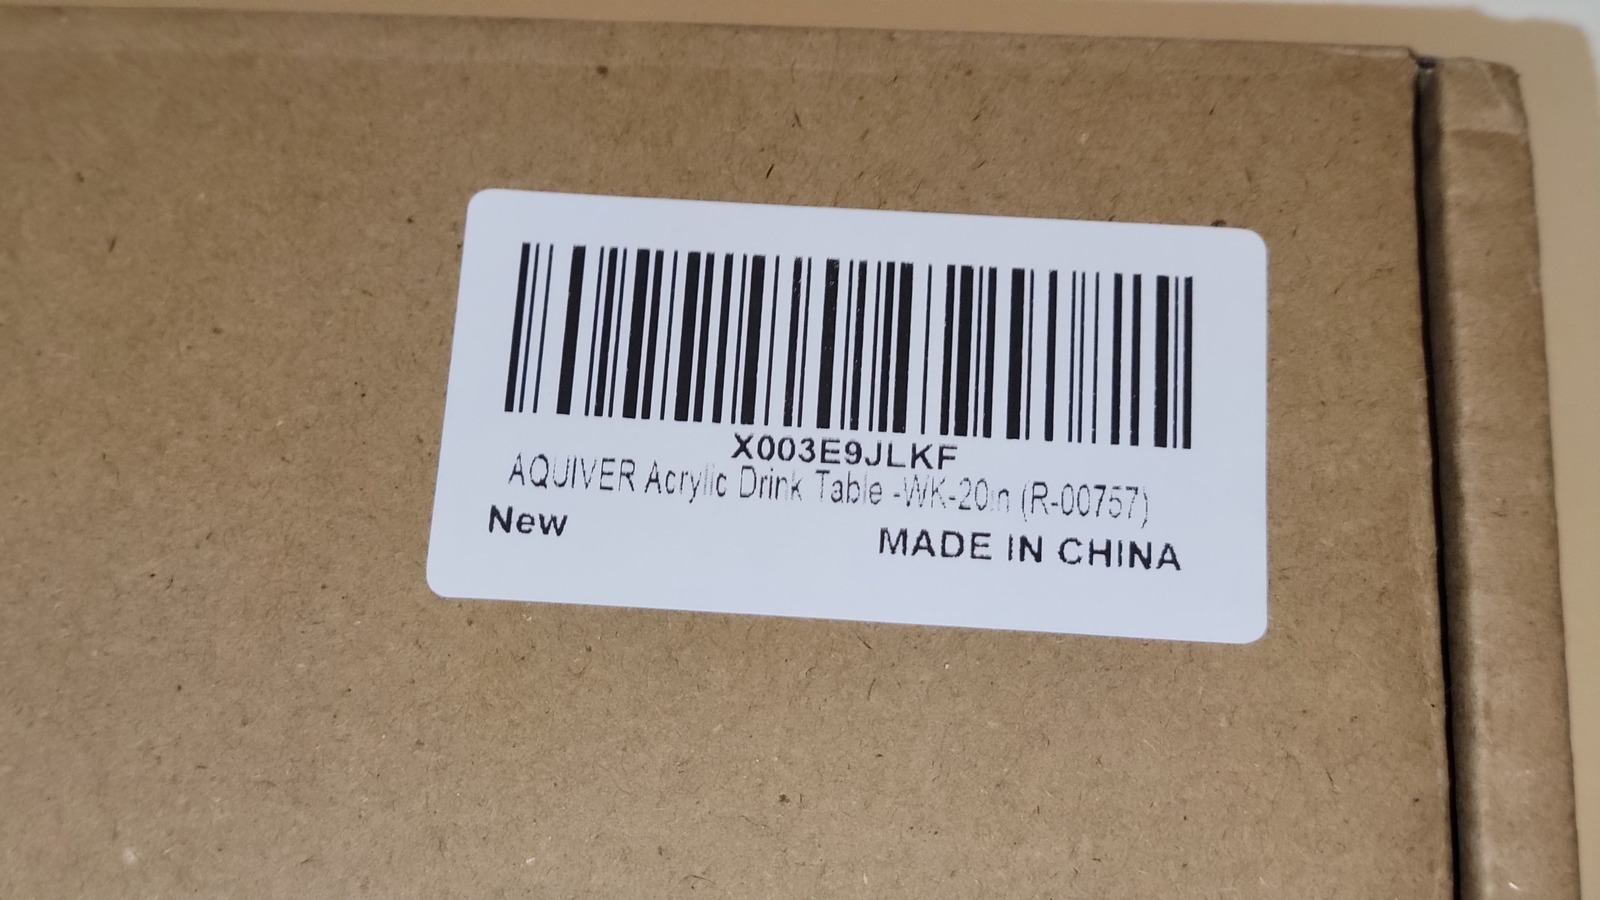 X003E9JLKF
AQUIVER Acrylic Drink Table -WK-20in (R-00757)
New
MADE IN CHINA